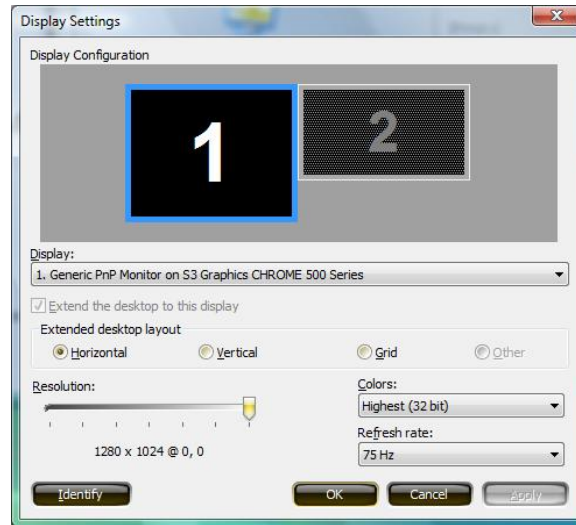 Display Settings
Display Configuration
1
2
Display:
1. Generic PnP Monitor on S3 Graphics CHROME 500 Series
Extend the desktop to this display
Extended desktop layout
Horizontal Vertical Grid Other
Resolution: Colors:
Highest (32 bit)
Refresh rate:
1280 x 1024 @ 0, 0
75 Hz
Identify OK Cancel Apply